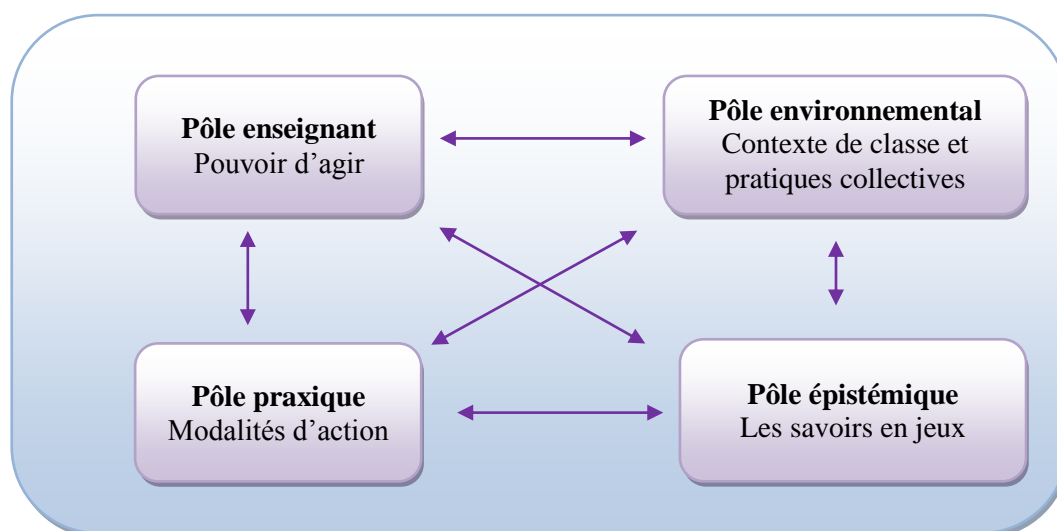 Pôle enseignant
Pouvoir d’agir
Pôle environnemental
Contexte de classe et
pratiques collectives
Pôle praxique
Modalités d’action
Pôle épistémique
Les savoirs en jeux